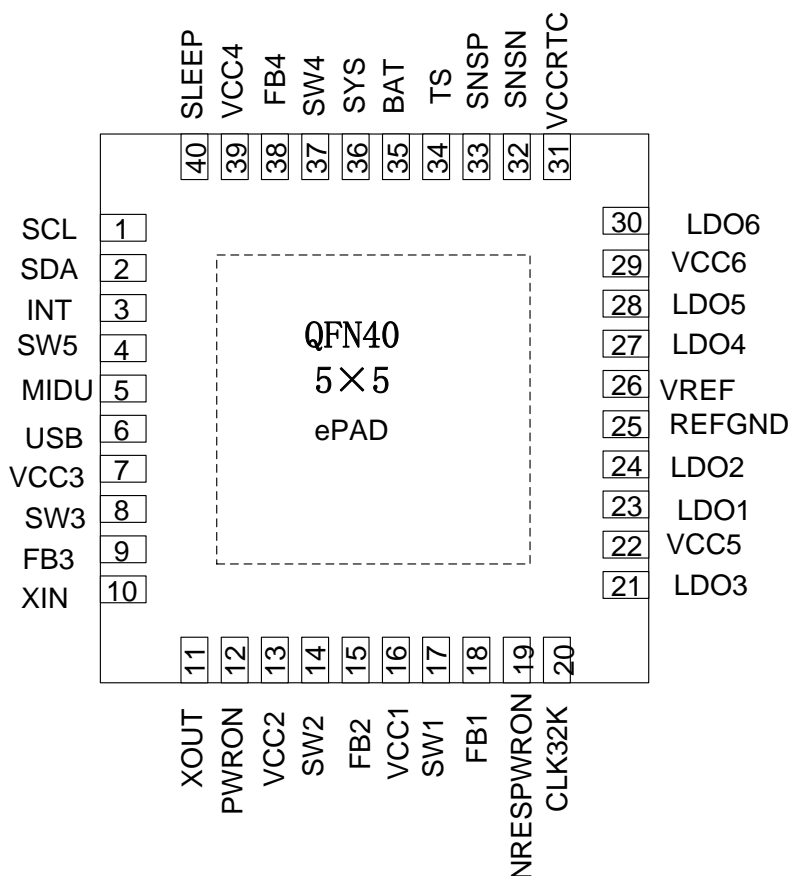 SLEEP
VCC4
FB4
SW4
SYS
BAT
TS
SNSP
SNSN
VCCRTC
40
39
38
37
36
35
34
33
32
31
SCL 1
SDA 2
INT 3
SW5 4
MIDU 5
USB 6
VCC3 7
SW3 8
FB3 9
XIN 10
QFN40
5×5
ePAD
30 LDO6
29 VCC6
28 LDO5
27 LDO4
26 VREF
25 REFGND
24 LDO2
23 LDO1
22 VCC5
21 LDO3
11
12
13
14
15
16
17
18
19
20
XOUT
PWRON
VCC2
SW2
FB2
VCC1
SW1
FB1
NRESPWRON
CLK32K